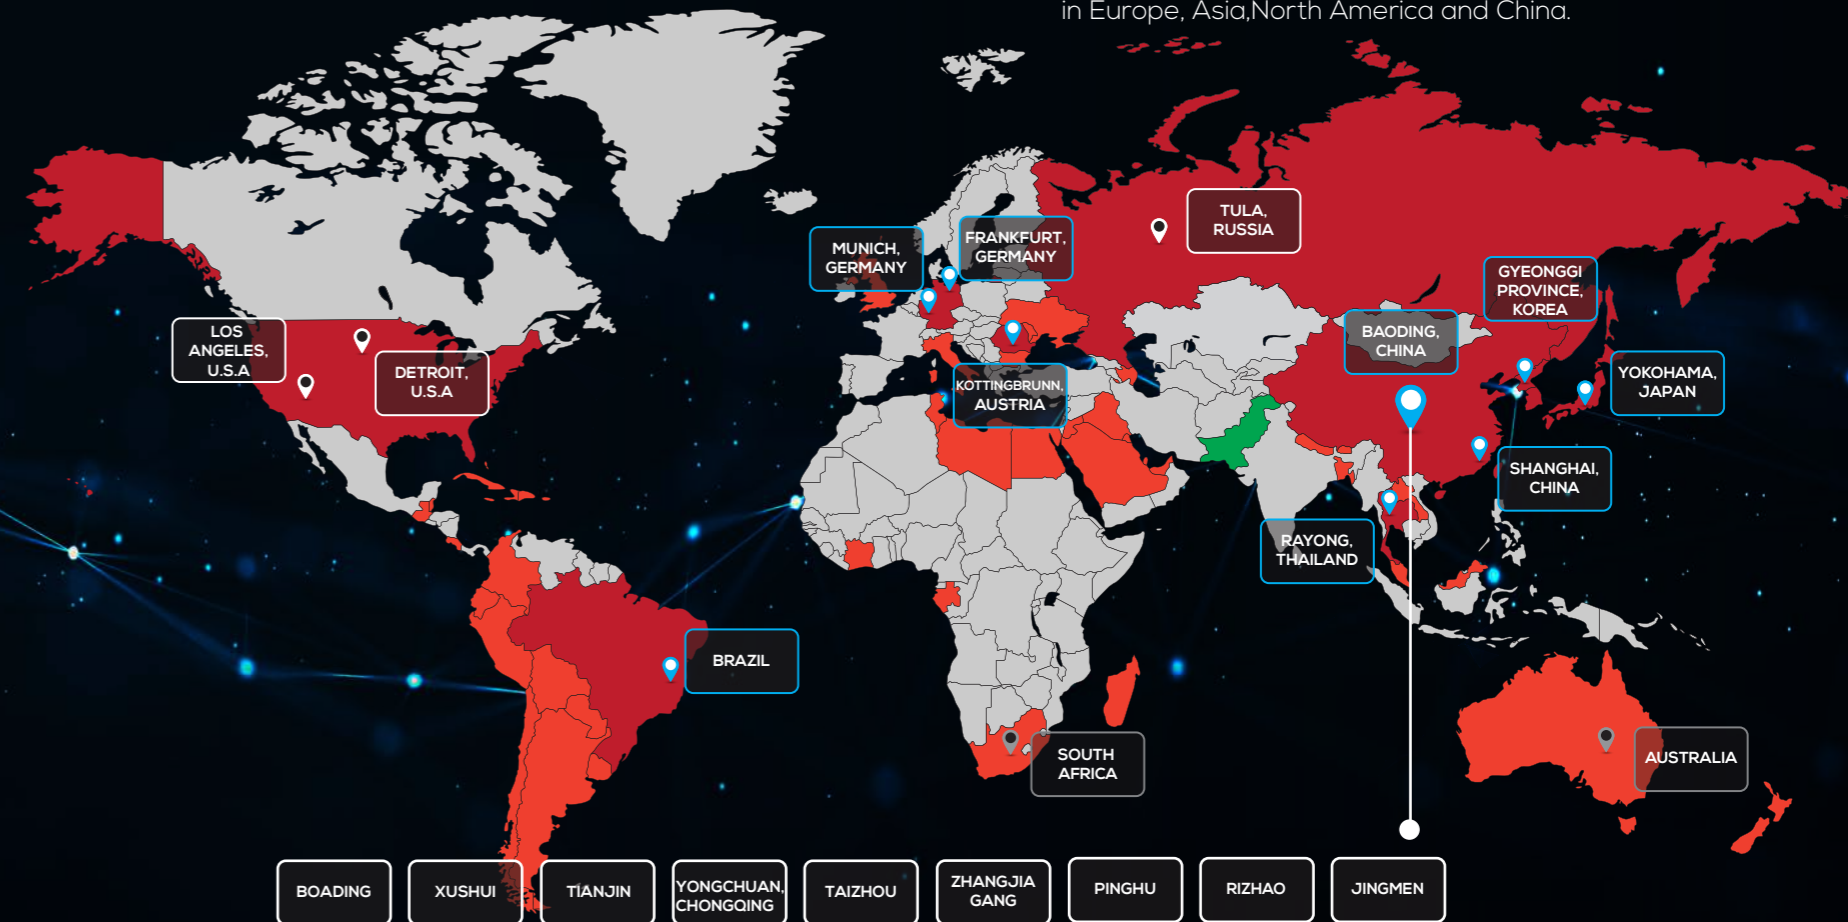 in Europe, Asia,North America and China.
TULA,
RUSSIA
MUNICH,
GERMANY
FRANKFURT,
GERMANY
GYEONGGI
PROVINCE,
KOREA
LOS
ANGELES,
U.S.A
DETROIT,
U.S.A
BAODING,
CHINA
KOTTINGBRUNN,
AUSTRIA
YOKOHAMA,
JAPAN
SHANGHAI,
CHINA
RAYONG,
THAILAND
BRAZIL
SOUTH
AFRICA
AUSTRALIA
BOADING
XUSHUI
TIANJIN
YONGCHUAN,
CHONGQING
TAIZHOU
ZHANGJIA
GANG
PINGHU
RIZHAO
JINGMEN